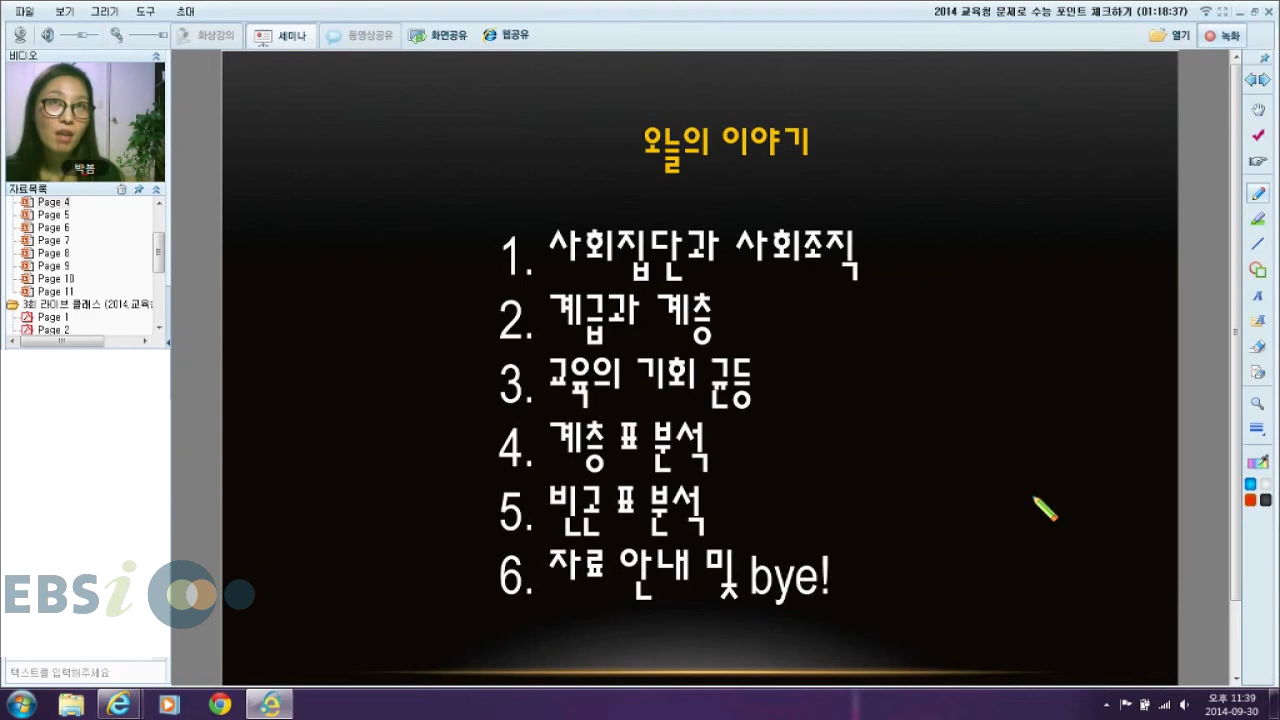 파일 보기 그리기 도구 초대
2014 교육청 문제로 수능 포인트 체크하기 (01:18:37)
화상강의 세미나 동영상공유 화면공유 웹공유
열기 녹화
비디오
박봄
자료목록
Page 4
Page 5
Page 6
Page 7
Page 8
Page 9
Page 10
Page 11
3회 라이브 클래스 (2014,교육
Page 1
Page 2
오늘의 이야기
1. 사회집단과 사회조직
2. 계급과 계층
3. 교육의 기회 균등
4. 계층 표 분석
5. 빈곤 표 분석
6. 자료 안내 및 bye!
EBSi
텍스트를 입력해주세요
오후 11:39
2014-09-30